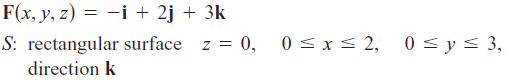 F(x, y, z) = −i + 2j + 3k
S: rectangular surface z = 0, 0 ≤ x ≤ 2, 0 ≤ y ≤ 3,
direction k